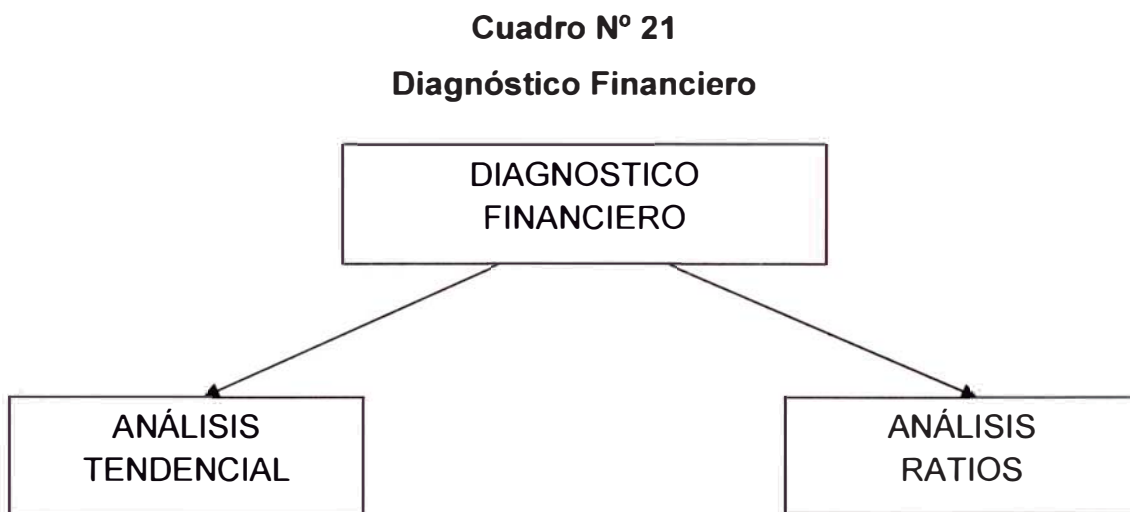 Cuadro Nº 21
Diagnóstico Financiero
DIAGNOSTICO
FINANCIERO
ANÁLISIS
TENDENCIAL
ANÁLISIS
RATIOS